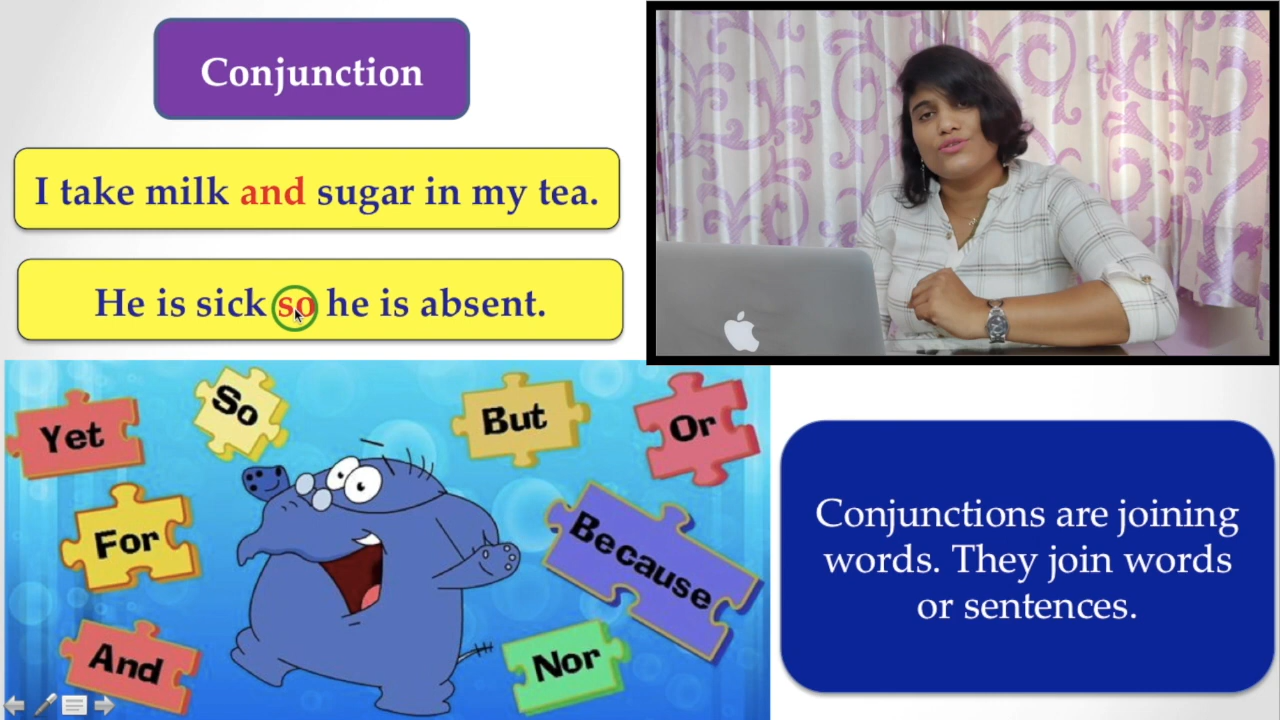 Conjunction
I take milk and sugar in my tea.
He is sick so he is absent.
Yet
So
But
Or
For
Because
And
Nor
Conjunctions are joining
words. They join words
or sentences.